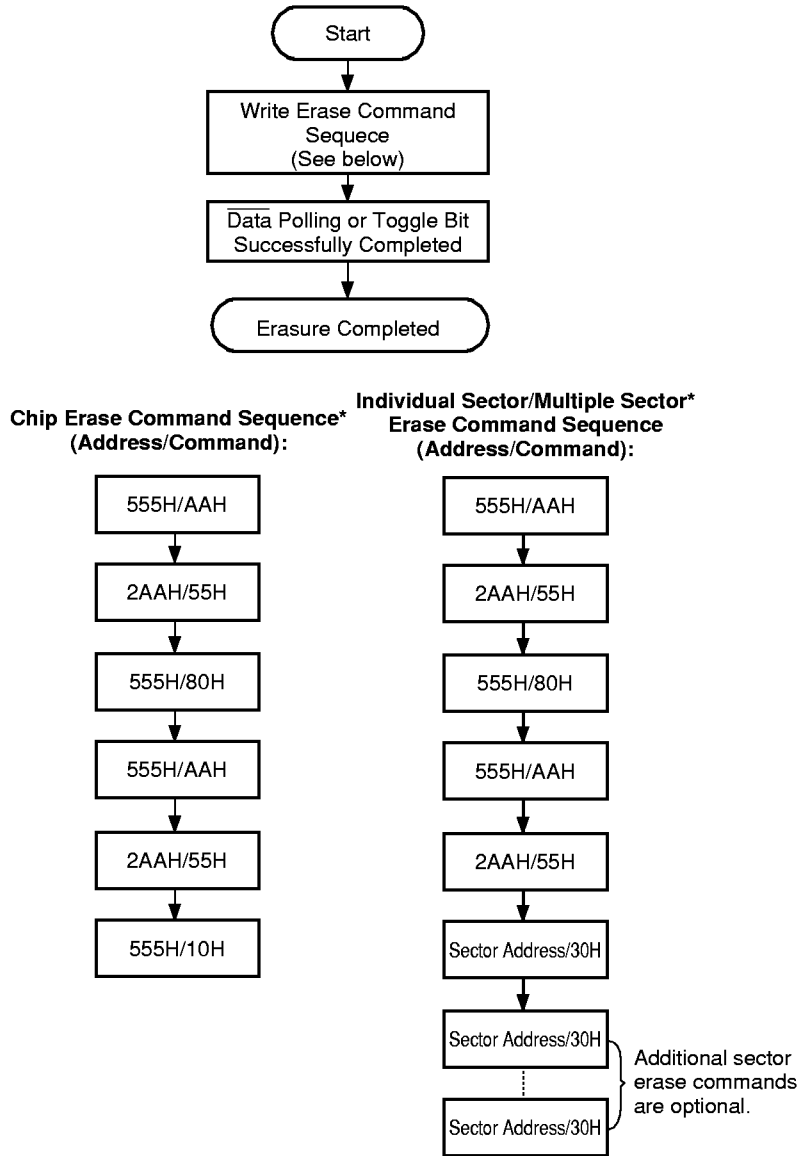 Start
Write Erase Command
Sequece
(See below)
Data Polling or Toggle Bit
Successfully Completed
Erasure Completed
Chip Erase Command Sequence*
(Address/Command):
555H/AAH
2AAH/55H
555H/80H
555H/AAH
2AAH/55H
555H/10H
Individual Sector/Multiple Sector*
Erase Command Sequence
(Address/Command):
555H/AAH
2AAH/55H
555H/80H
555H/AAH
2AAH/55H
Sector Address/30H
Sector Address/30H
Sector Address/30H
Additional sector
erase commands
are optional.